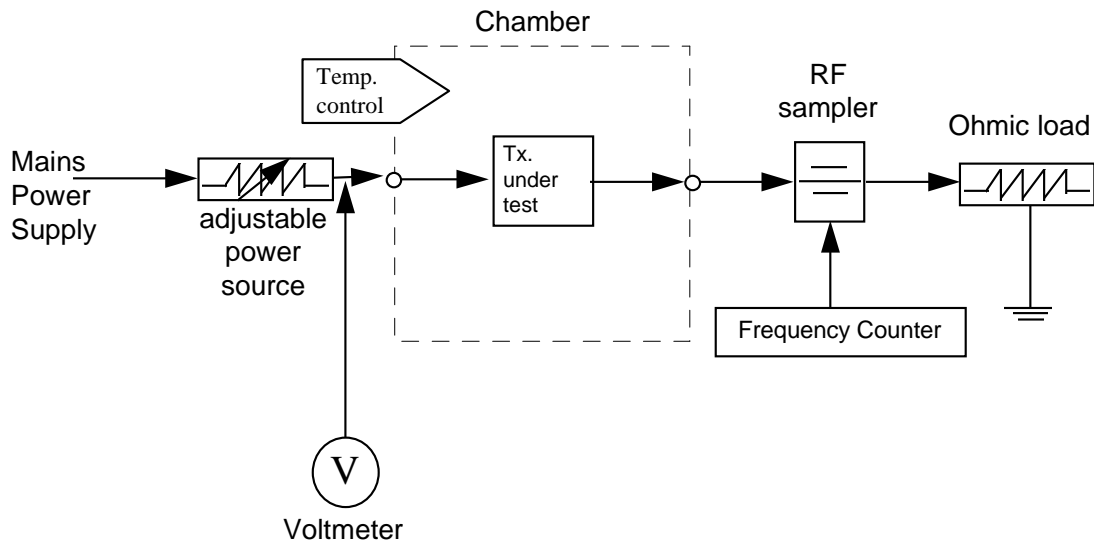 Chamber
Temp.
control
RF
sampler
Ohmic load
Mains
Power
Supply
adjustable
power
source
Tx.
under
test
Frequency Counter
V
Voltmeter